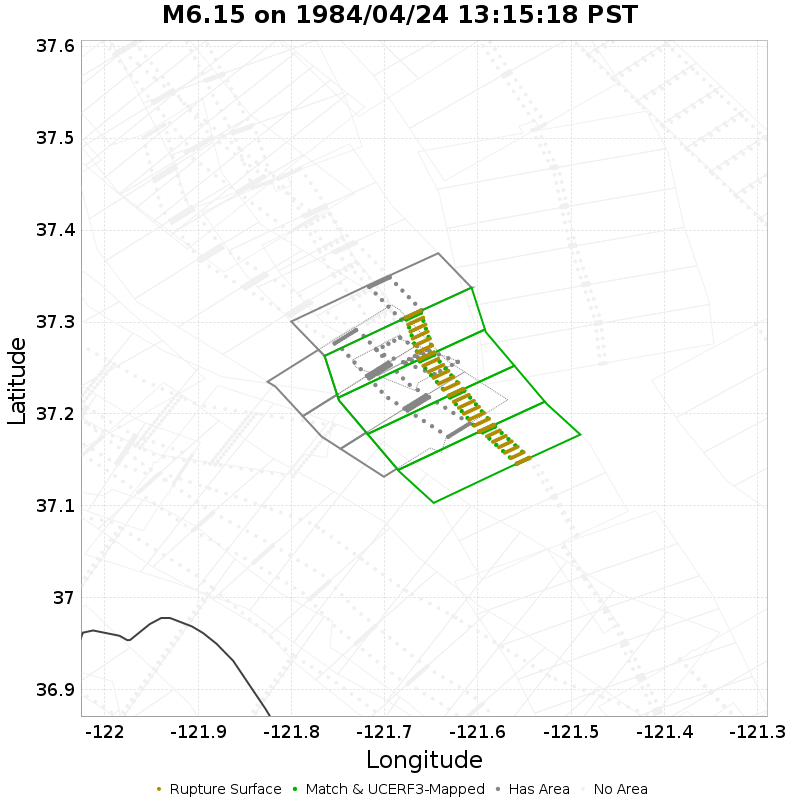 M6.15 on 1984/04/24 13:15:18 PST
37.6
37.5
37.4
37.3
37.2
37.1
37
36.9
Latitude
-122
-121.9
-121.8
-121.7
-121.6
-121.5
-121.4
-121.3
Longitude
Rupture Surface
Match & UCERF3-Mapped
Has Area
No Area